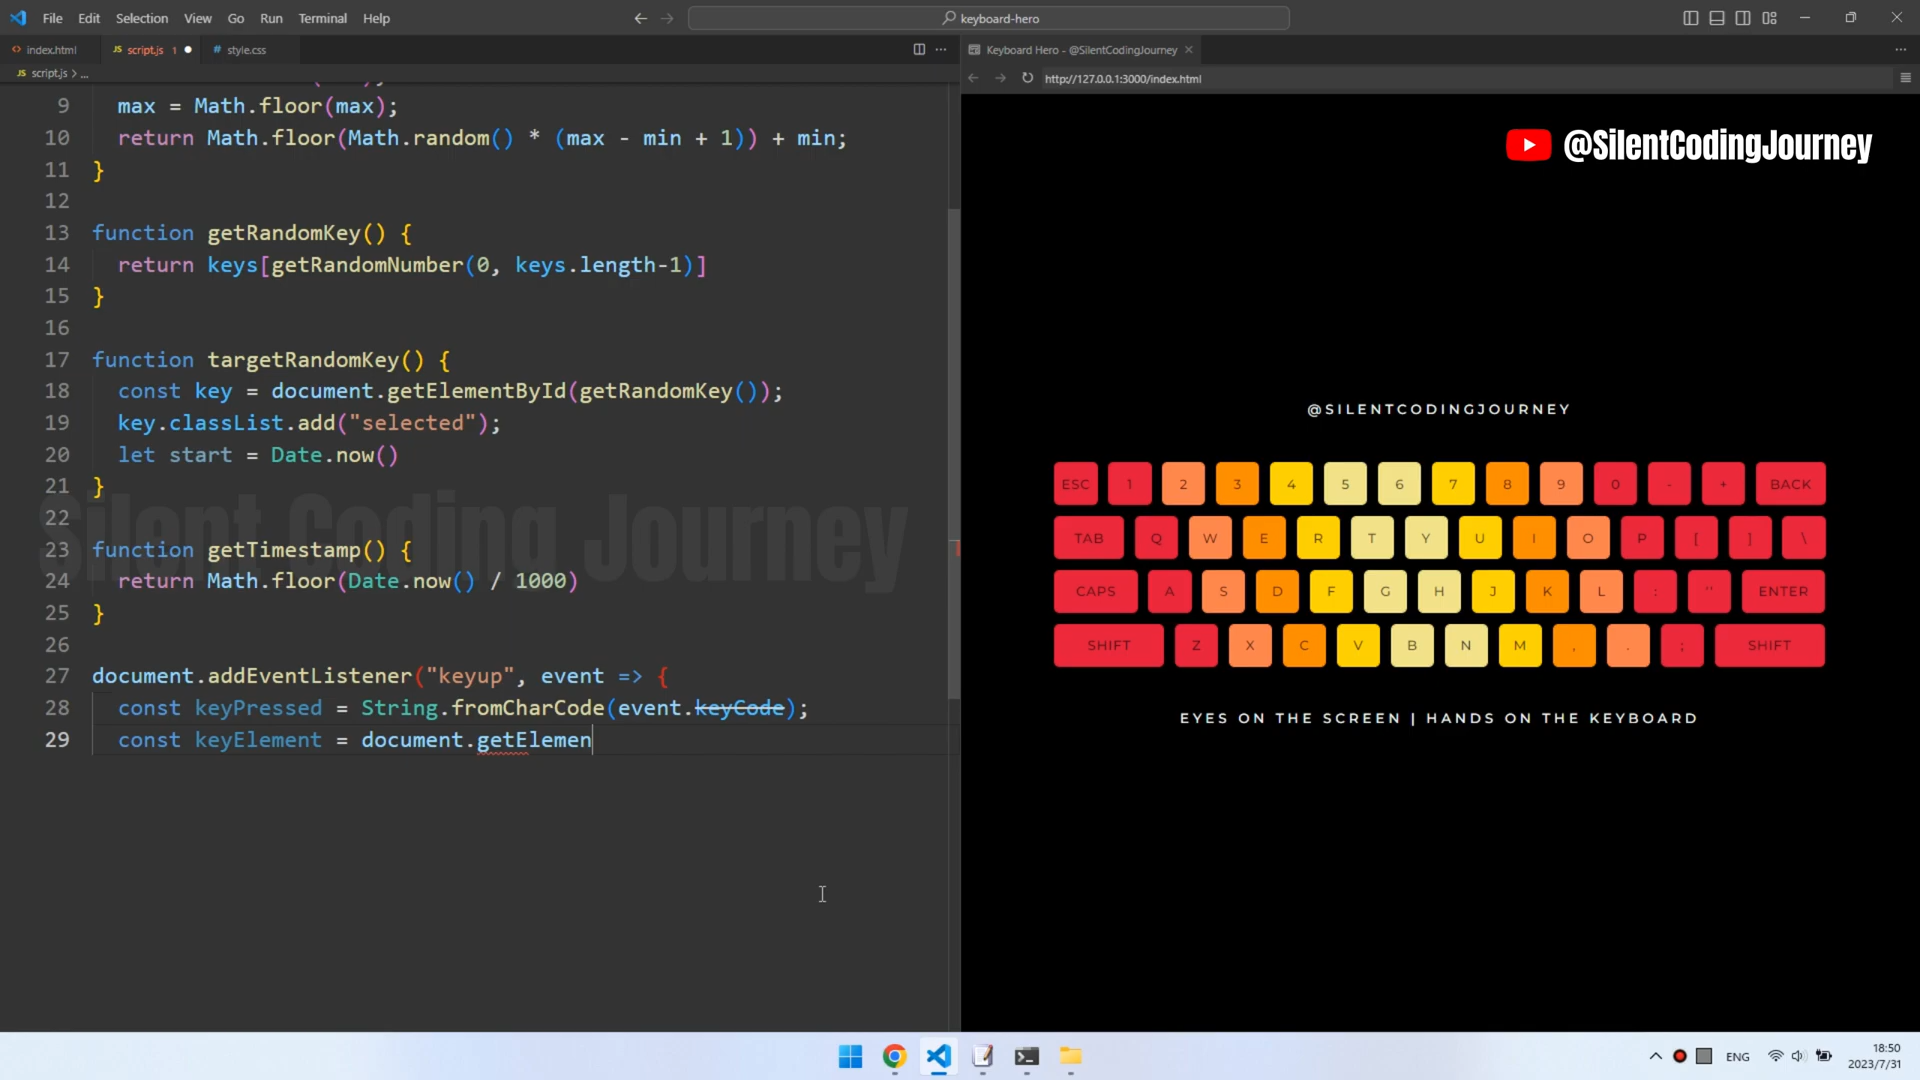 File Edit Selection View Go Run Terminal Help
keyboard-hero
index.html
JS script.js 1
# style.css
Keyboard Hero - @SilentCodingJourney
JS script.js > ...
http://127.0.0.1:3000/index.html
9 max = Math.floor(max);
10 return Math.floor(Math.random() * (max - min + 1)) + min;
11 }
12
13 function getRandomKey() {
14 return keys[getRandomNumber(0, keys.length-1)]
15 }
16
17 function targetRandomKey() {
18 const key = document.getElementById(getRandomKey());
19 key.classList.add("selected");
20 let start = Date.now()
21 }
22
23 function getTimestamp() {
24 return Math.floor(Date.now() / 1000)
25 }
26
27 document.addEventListener("keyup", event => {
28 const keyPressed = String.fromCharCode(event.keyCode);
29 const keyElement = document.getElemen
Silent Coding Journey
@SilentCodingJourney
@SILENTCODINGJOURNEY
ESC 1 2 3 4 5 6 7 8 9 0 - + BACK
TAB Q W E R T Y U I O P [ ] \
CAPS A S D F G H J K L : '' ENTER
SHIFT Z X C V B N M , . ; SHIFT
EYES ON THE SCREEN | HANDS ON THE KEYBOARD
ENG
18:50
2023/7/31